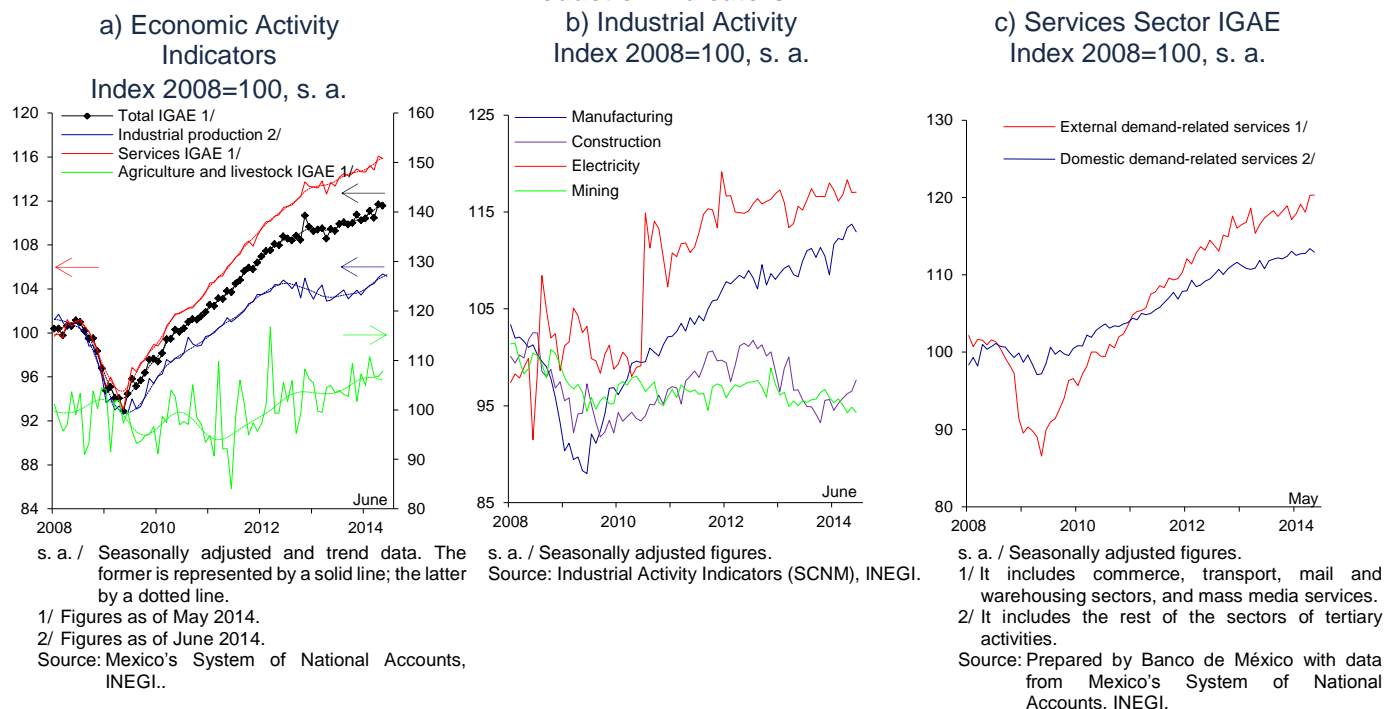 a) Economic Activity
Indicators
Index 2008=100, s. a.
120
116
112
108
104
100
96
92
88
84
160
150
140
130
120
110
100
90
80
Total IGAE 1/
Industrial production 2/
Services IGAE 1/
Agriculture and livestock IGAE 1/
June
2008 2010 2012 2014
s. a. / Seasonally adjusted and trend data. The
former is represented by a solid line; the latter
by a dotted line.
1/ Figures as of May 2014.
2/ Figures as of June 2014.
Source: Mexico's System of National Accounts,
INEGI..
b) Industrial Activity
Index 2008=100, s. a.
125
115
105
95
85
Manufacturing
Construction
Electricity
Mining
June
2008 2010 2012 2014
s. a. / Seasonally adjusted figures.
Source: Industrial Activity Indicators (SCNM), INEGI.
c) Services Sector IGAE
Index 2008=100, s. a.
130
120
110
100
90
80
External demand-related services 1/
Domestic demand-related services 2/
May
2008 2010 2012 2014
s. a. / Seasonally adjusted figures.
1/ It includes commerce, transport, mail and
warehousing sectors, and mass media services.
2/ It includes the rest of the sectors of tertiary
activities.
Source: Prepared by Banco de México with data
from Mexico's System of National
Accounts, INEGI.